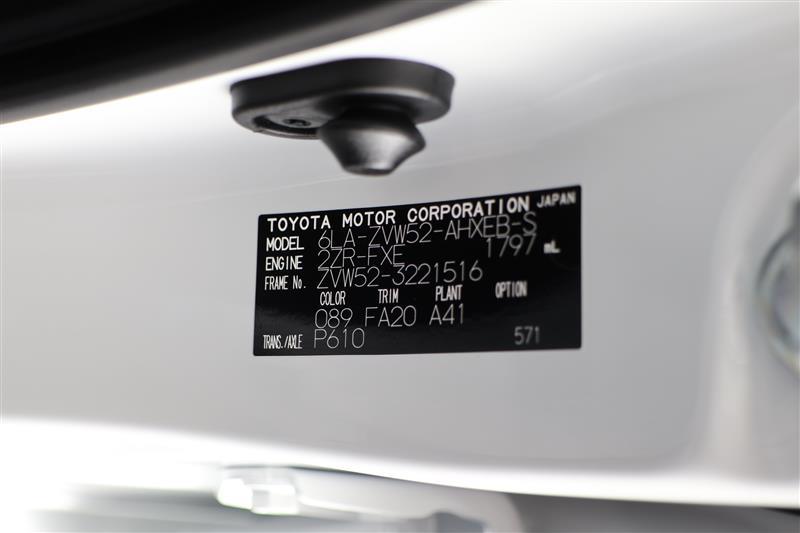 TOYOTA MOTOR CORPORATION JAPAN
MODEL 6LA-ZVW52-AHXEB-S
ENGINE 2ZR-FXE 1797 mL
FRAME No. ZVW52-3221516
COLOR TRIM PLANT OPTION
089 FA20 A41
TRANS./AXLE P610 571